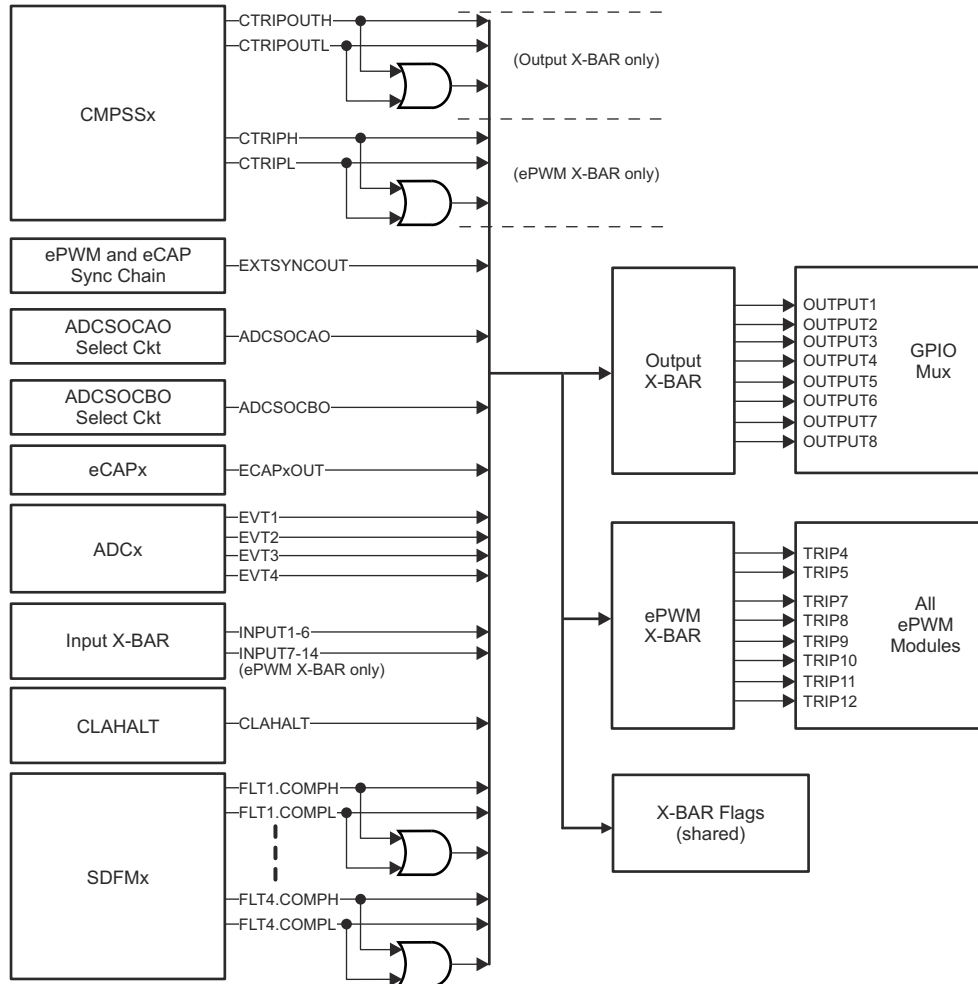 CMPSSx
CTRIPOUTH
CTRIPOUTL
(Output X-BAR only)
CTRIPH
CTRIPL
(ePWM X-BAR only)
ePWM and eCAP
Sync Chain
EXTSYNCOUT
ADCSOCAO
Select Ckt
ADCSOCAO
ADCSOCBO
Select Ckt
ADCSOCBO
eCAPx
ECAPxOUT
ADCx
EVT1
EVT2
EVT3
EVT4
Input X-BAR
INPUT1-6
INPUT7-14
(ePWM X-BAR only)
CLAHALT
CLAHALT
SDFMx
FLT1.COMPH
FLT1.COMPL
FLT4.COMPH
FLT4.COMPL
Output
X-BAR
OUTPUT1
OUTPUT2
OUTPUT3
OUTPUT4
OUTPUT5
OUTPUT6
OUTPUT7
OUTPUT8
GPIO
Mux
ePWM
X-BAR
TRIP4
TRIP5
TRIP7
TRIP8
TRIP9
TRIP10
TRIP11
TRIP12
All
ePWM
Modules
X-BAR Flags
(shared)